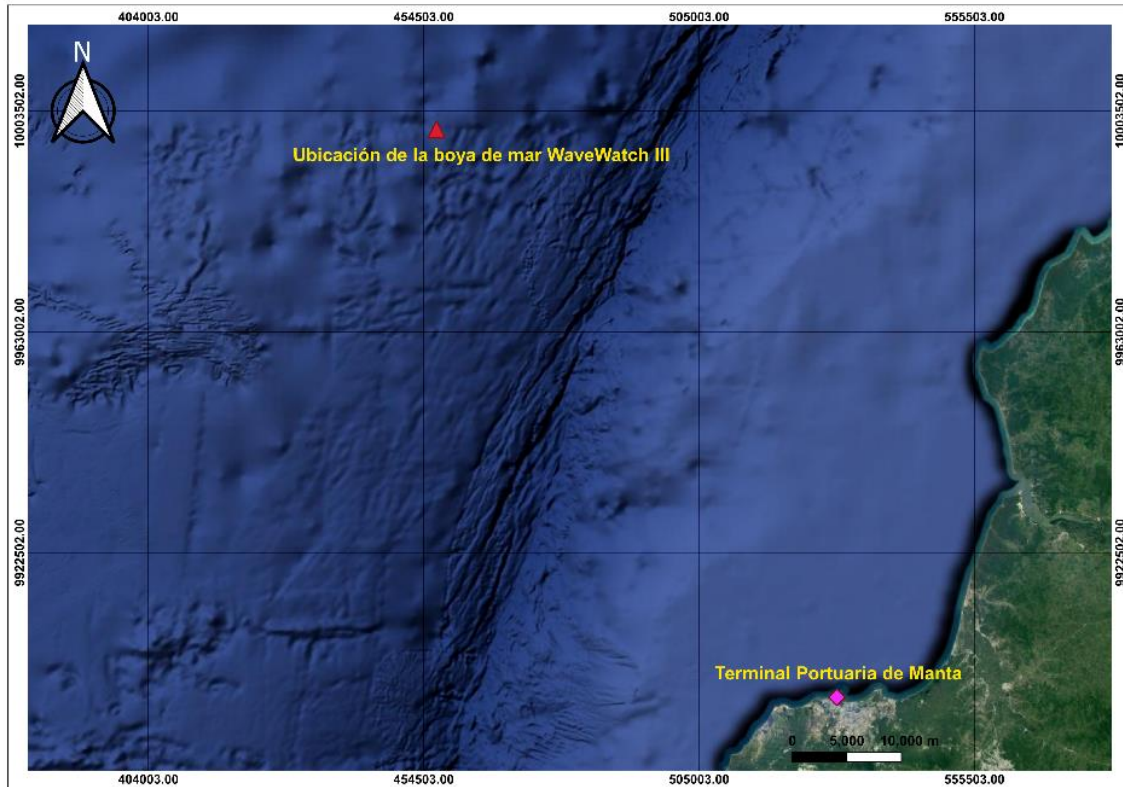 404003.00 454503.00 505003.00 555503.00
N
10003502.00 10003502.00
Ubicación de la boya de mar WaveWatch III
9963002.00 9963002.00
9922502.00 9922502.00
Terminal Portuaria de Manta
0 5,000 10,000 m
404003.00 454503.00 505003.00 555503.00